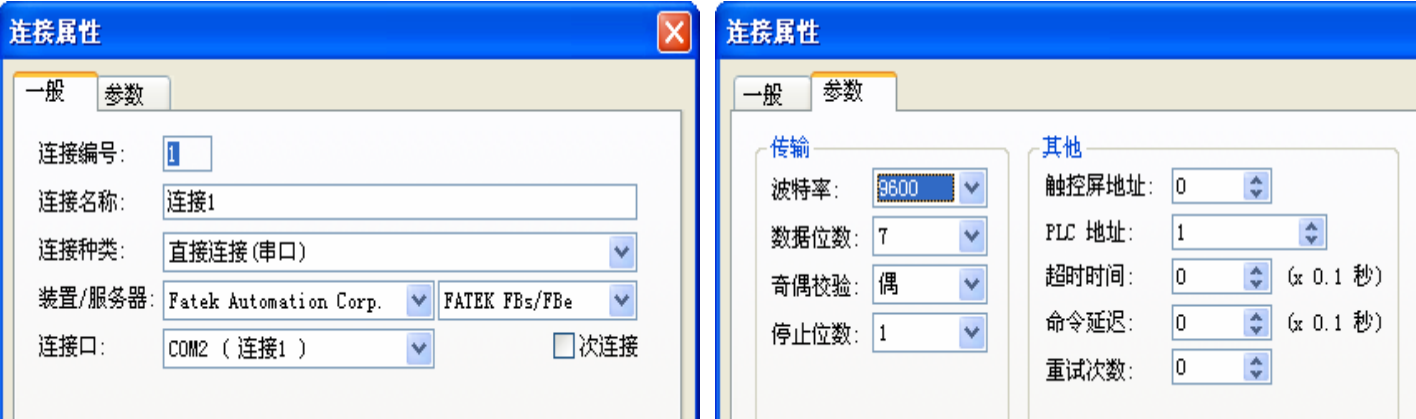 连接属性
一般
参数
连接编号:
1
连接名称:
连接1
连接种类:
直接连接(串口)
装置/服务器:
Fatek Automation Corp.
FATEK FBs/FBe
连接口:
COM2 ( 连接1 )
次连接
连接属性
一般
参数
传输
波特率:
9600
数据位数:
7
奇偶校验:
偶
停止位数:
1
其他
触控屏地址:
0
PLC 地址:
1
超时时间:
0
(x 0.1 秒)
命令延迟:
0
(x 0.1 秒)
重试次数:
0